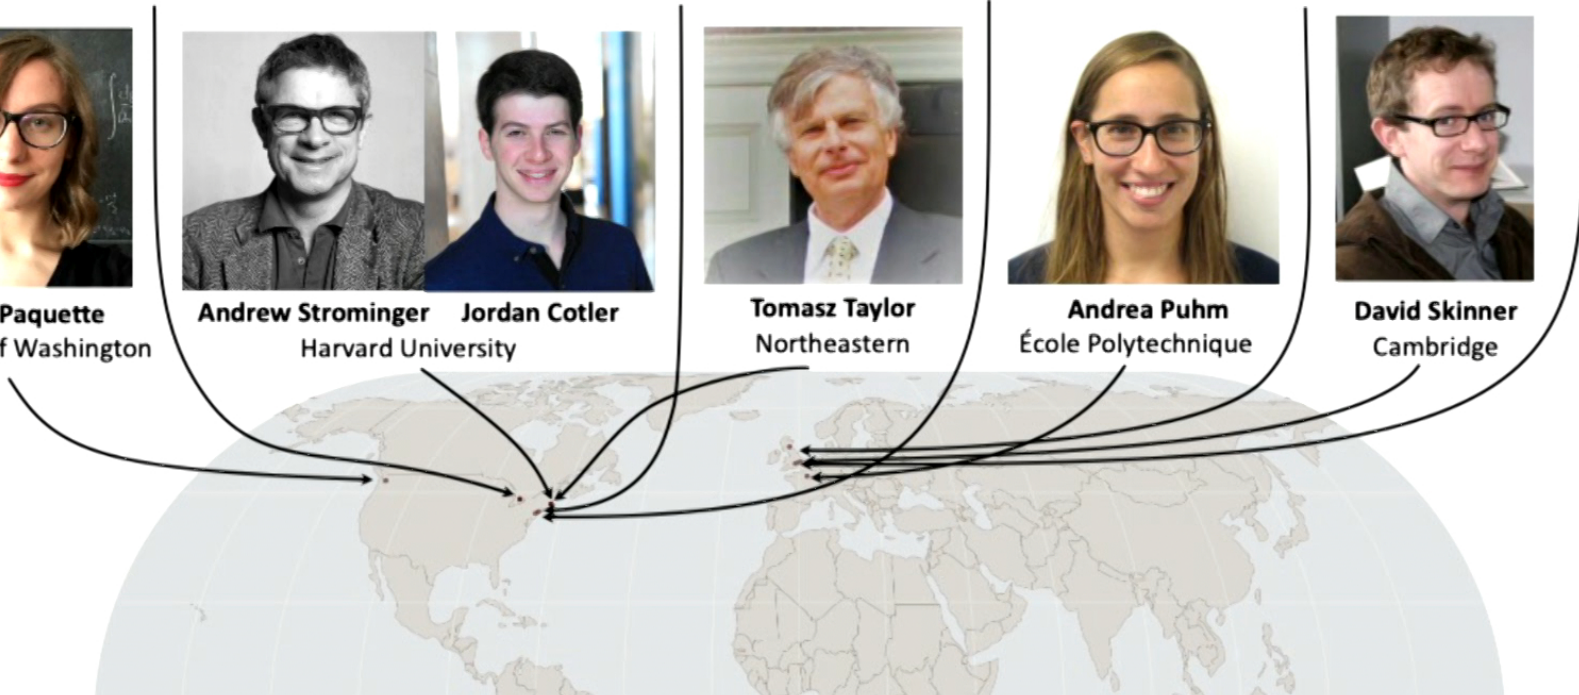 Paquette
f Washington
Andrew Strominger
Jordan Cotler
Harvard University
Tomasz Taylor
Northeastern
Andrea Puhm
École Polytechnique
David Skinner
Cambridge